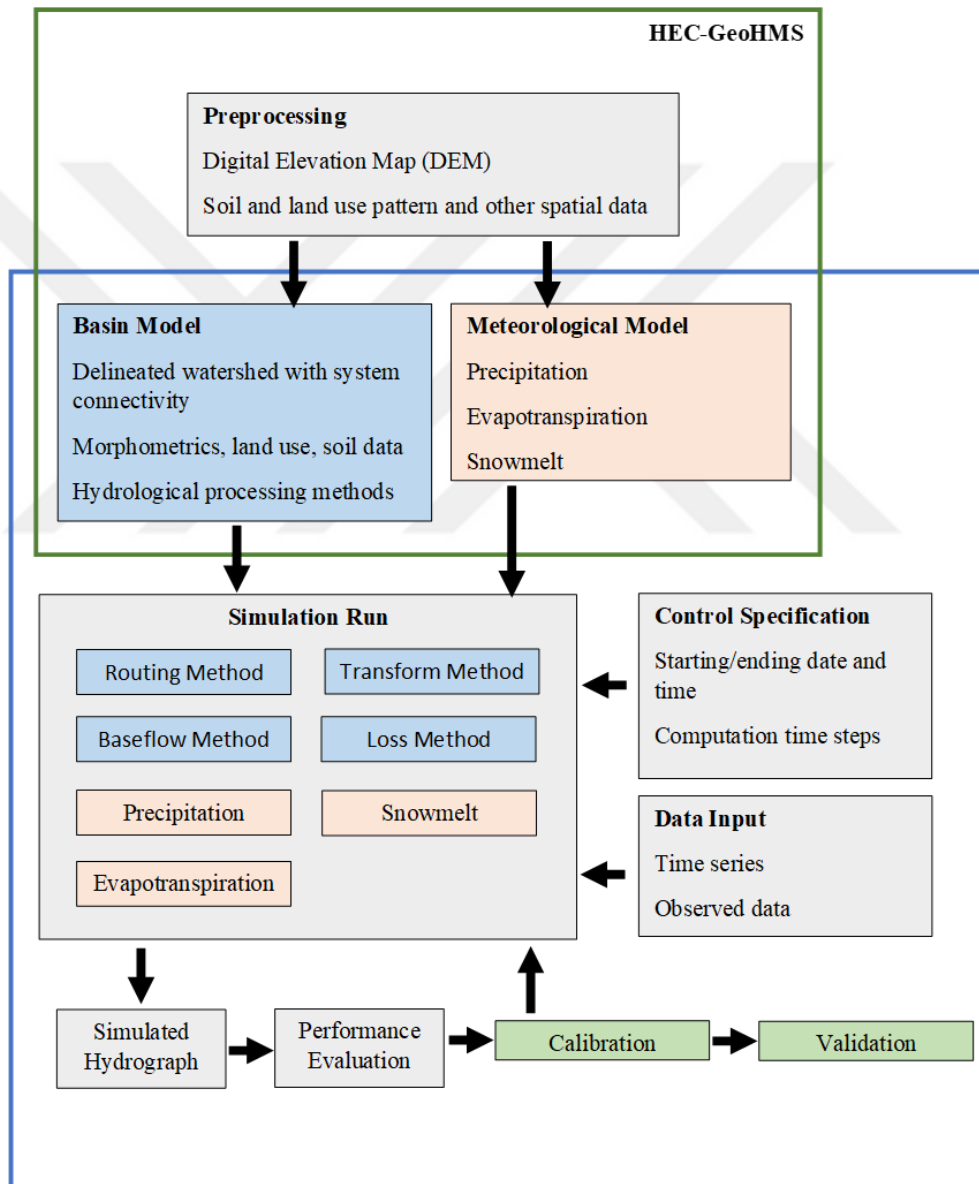 HEC-GeoHMS
Preprocessing
Digital Elevation Map (DEM)
Soil and land use pattern and other spatial data
Basin Model
Delineated watershed with system
connectivity
Morphometrics, land use, soil data
Hydrological processing methods
Meteorological Model
Precipitation
Evapotranspiration
Snowmelt
Simulation Run
Routing Method
Transform Method
Baseflow Method
Loss Method
Precipitation
Snowmelt
Evapotranspiration
Control Specification
Starting/ending date and
time
Computation time steps
Data Input
Time series
Observed data
Simulated
Hydrograph
Performance
Evaluation
Calibration
Validation